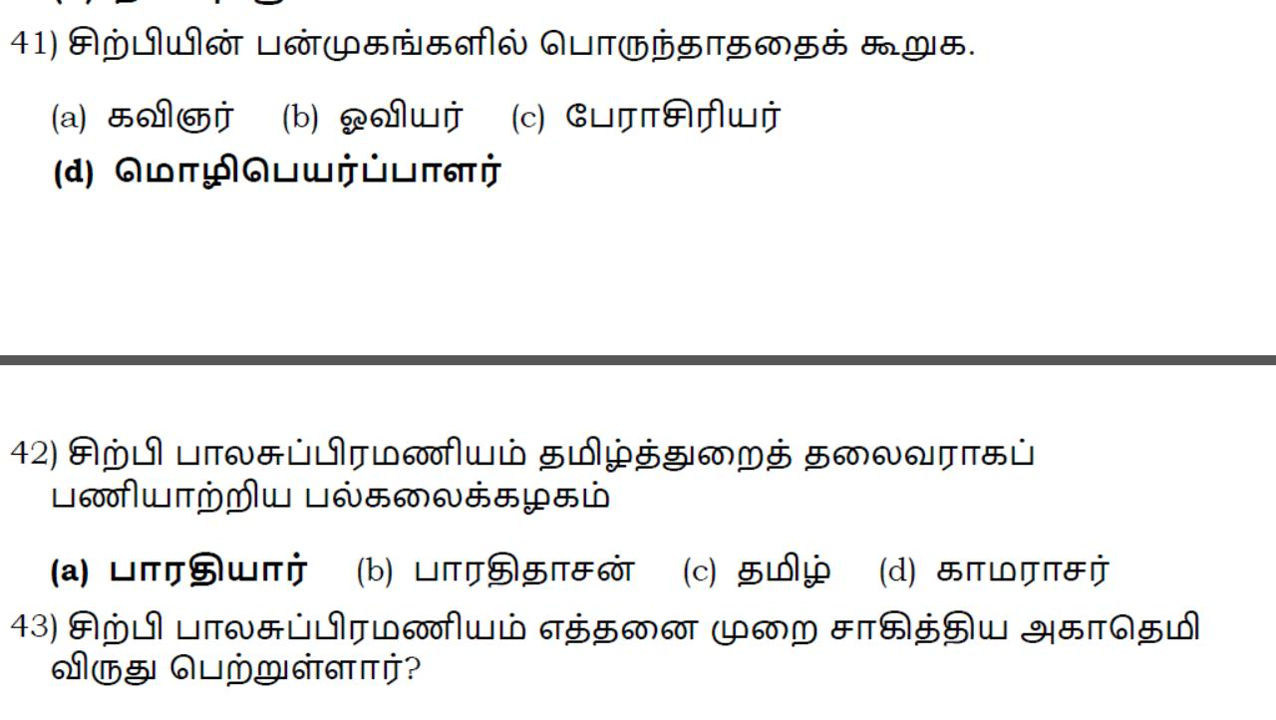 41) சிற்பியின் பன்முகங்களில் பொருந்தாததைக் கூறுக.
(a) கவிஞர் (b) ஓவியர் (c) பேராசிரியர்
(d) மொழிபெயர்ப்பாளர்
42) சிற்பி பாலசுப்பிரமணியம் தமிழ்த்துறைத் தலைவராகப்
பணியாற்றிய பல்கலைக்கழகம்
(a) பாரதியார் (b) பாரதிதாசன் (c) தமிழ் (d) காமராசர்
43) சிற்பி பாலசுப்பிரமணியம் எத்தனை முறை சாகித்திய அகாதெமி
விருது பெற்றுள்ளார்?